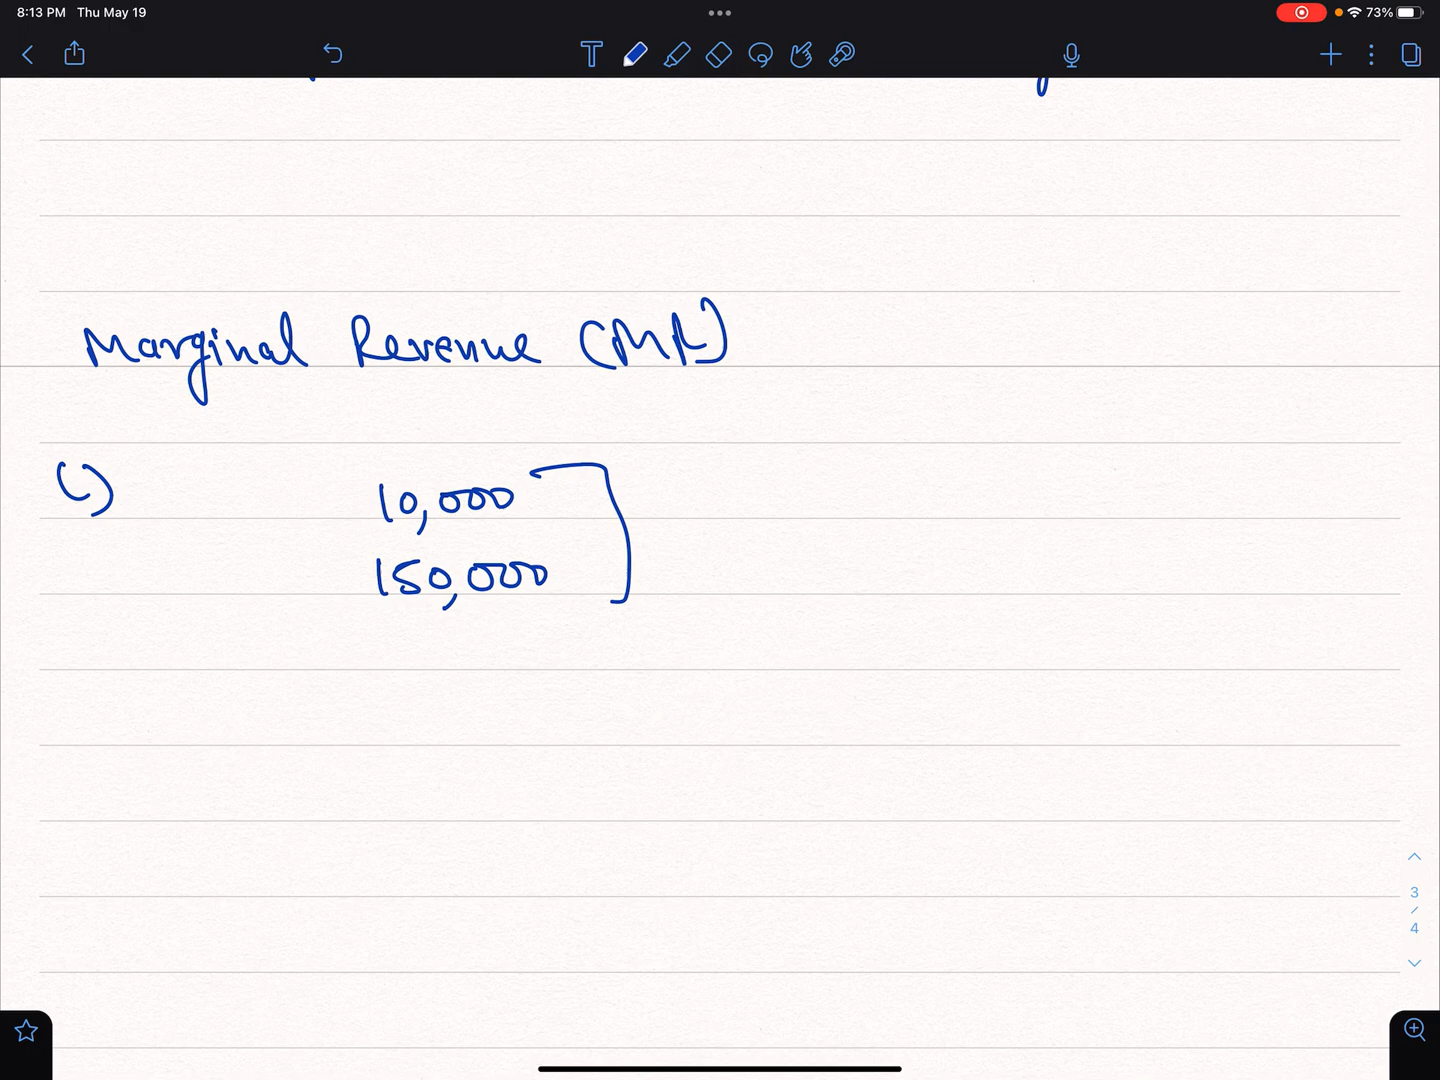 8:13 PM Thu May 19
73%
T
Marginal Revenue (MR)
(-)
10,000
150,000
3
/
4